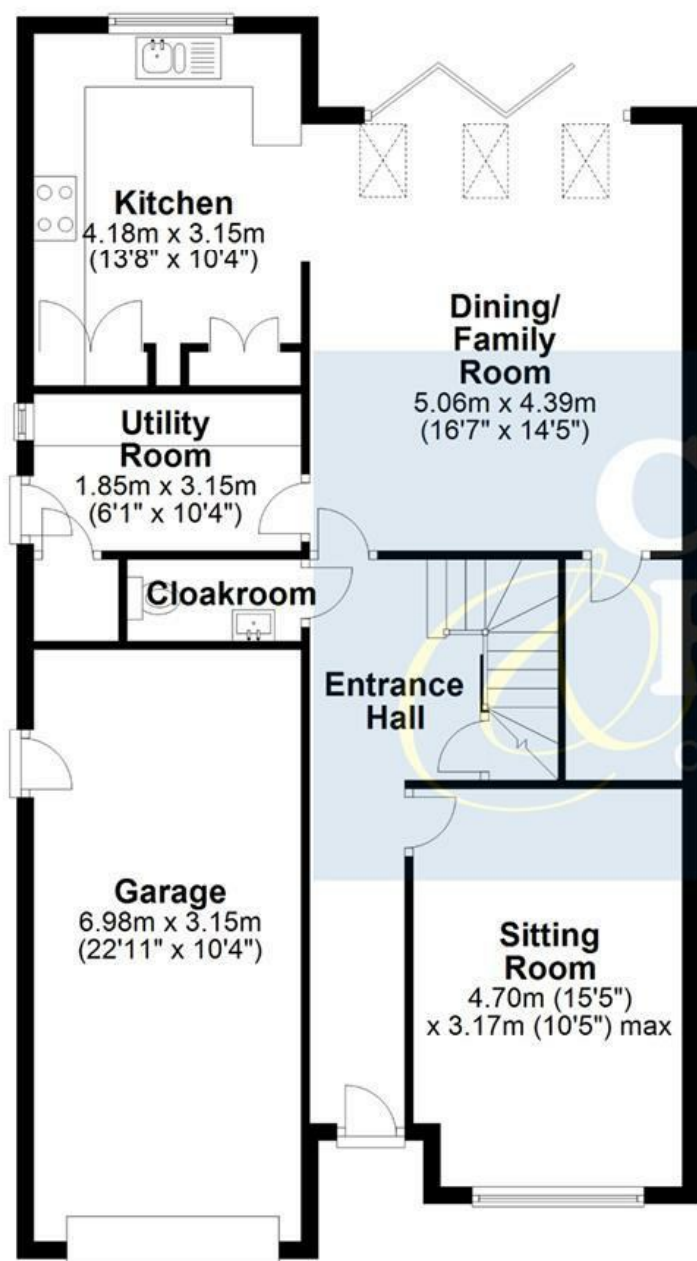 Kitchen
4.18m x 3.15m
(13'8" x 10'4")
Dining/
Family
Room
5.06m x 4.39m
(16'7" x 14'5")
Utility
Room
1.85m x 3.15m
(6'1" x 10'4")
Cloakroom
Entrance
Hall
Garage
6.98m x 3.15m
(22'11" x 10'4")
Sitting
Room
4.70m (15'5")
x 3.17m (10'5") max